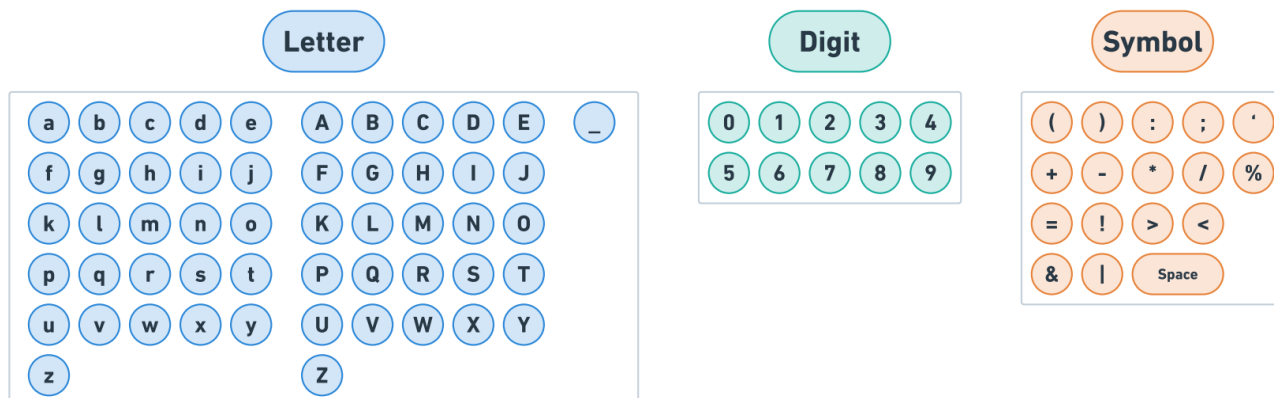 Letter Digit Symbol
a b c d e A B C D E _ 0 1 2 3 4 ( ) : ; ‘
f g h i j F G H I J 5 6 7 8 9 + - * / %
k l m n o K L M N O = ! > <
p q r s t P Q R S T & | Space
u v w x y U V W X Y
z Z